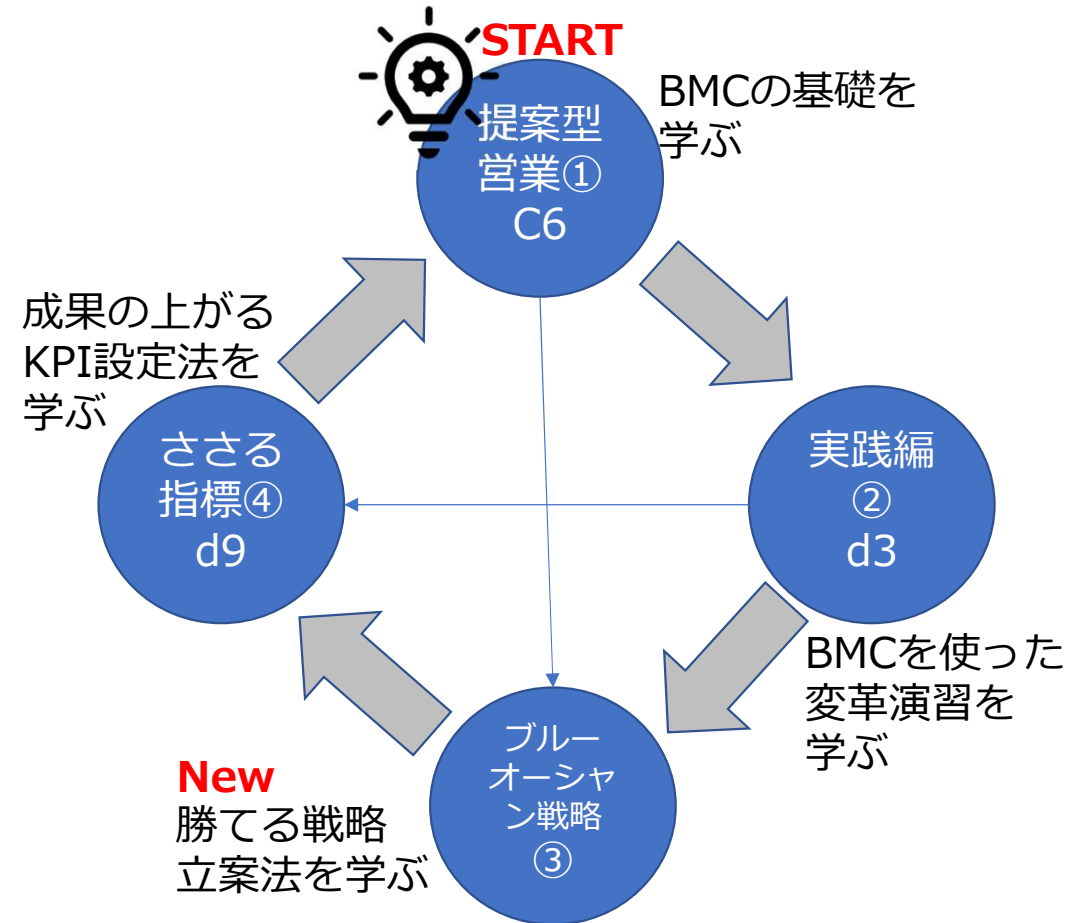 START
提案型
営業①
C6
BMCの基礎を
学ぶ
実践編
②
d3
BMCを使った
変革演習を
学ぶ
ブルー
オーシャ
ン戦略
③
New
勝てる戦略
立案法を学ぶ
ささる
指標④
d9
成果の上がる
KPI設定法を
学ぶ